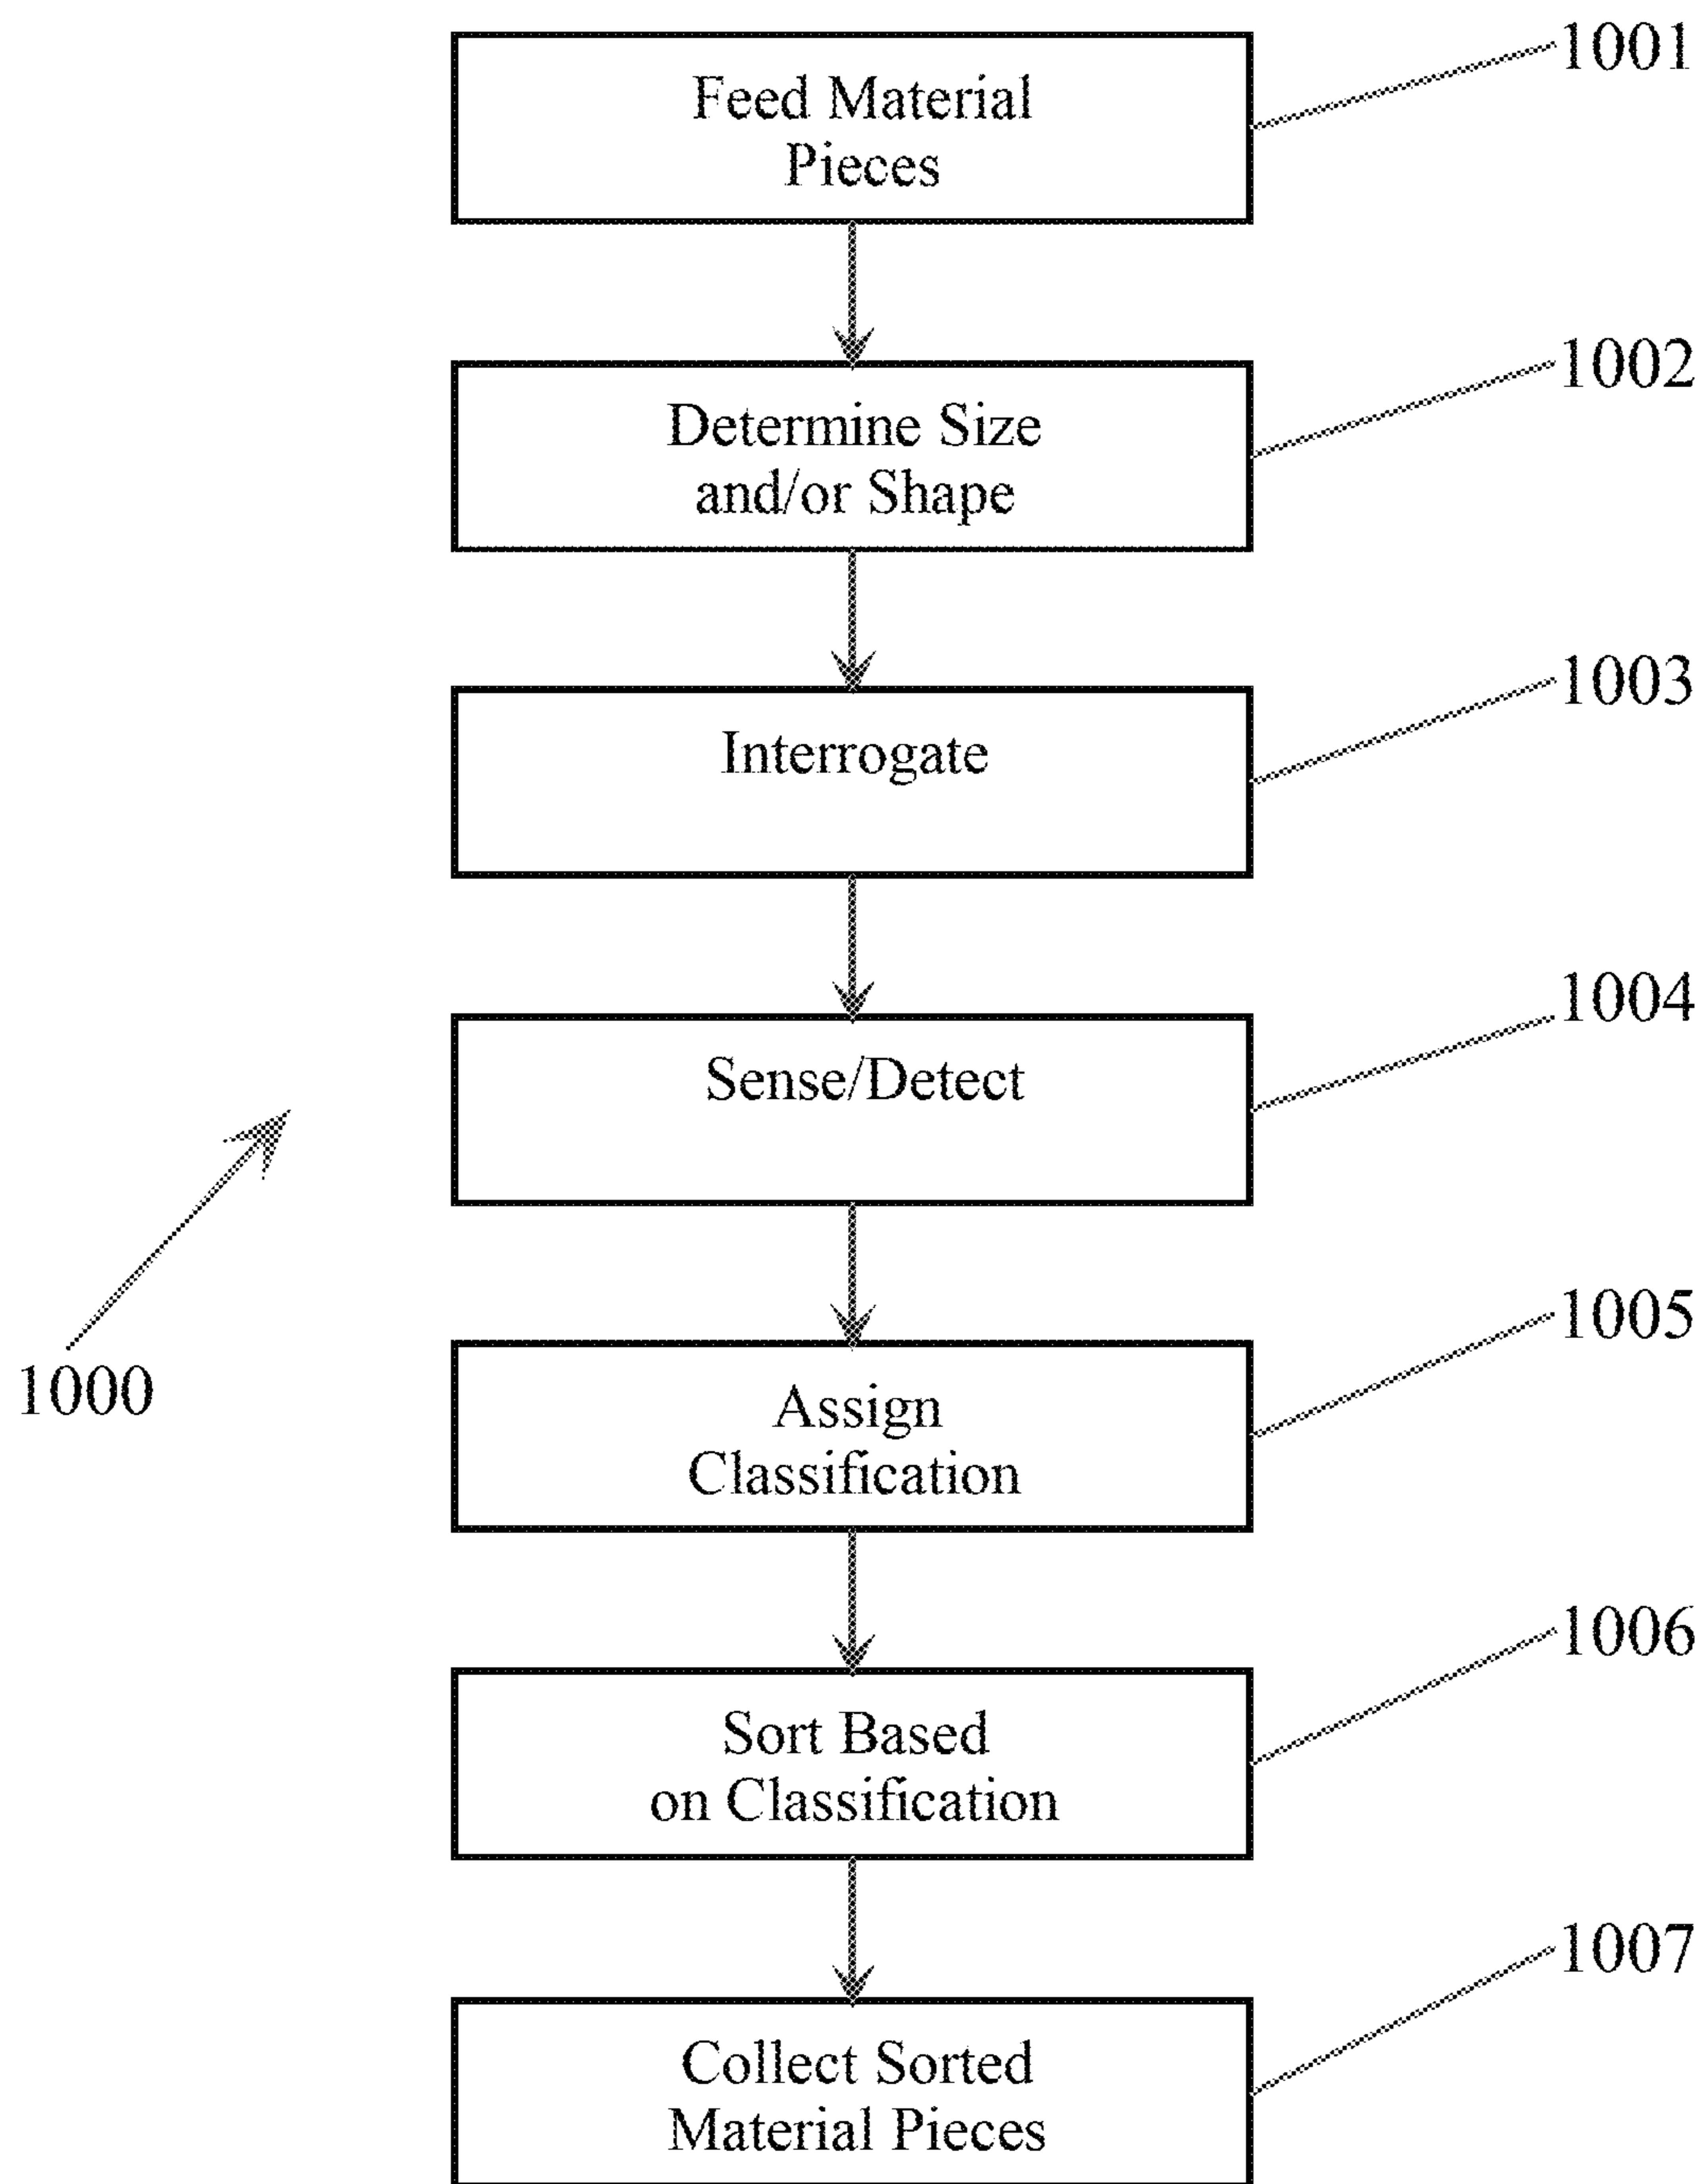 Feed Material
Pieces
1001
Determine Size
and/or Shape
1002
Interrogate
1003
Sense/Detect
1004
1000
Assign
Classification
1005
Sort Based
on Classification
1006
Collect Sorted
Material Pieces
1007